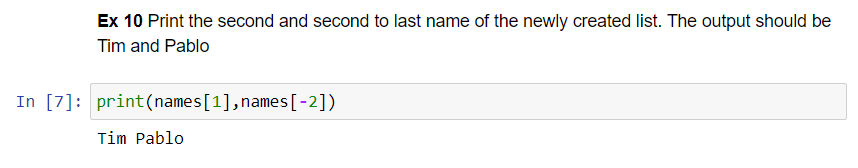 Ex 10 Print the second and second to last name of the newly created list. The output should be
Tim and Pablo
In [7]: print(names[1],names[-2])
Tim Pablo